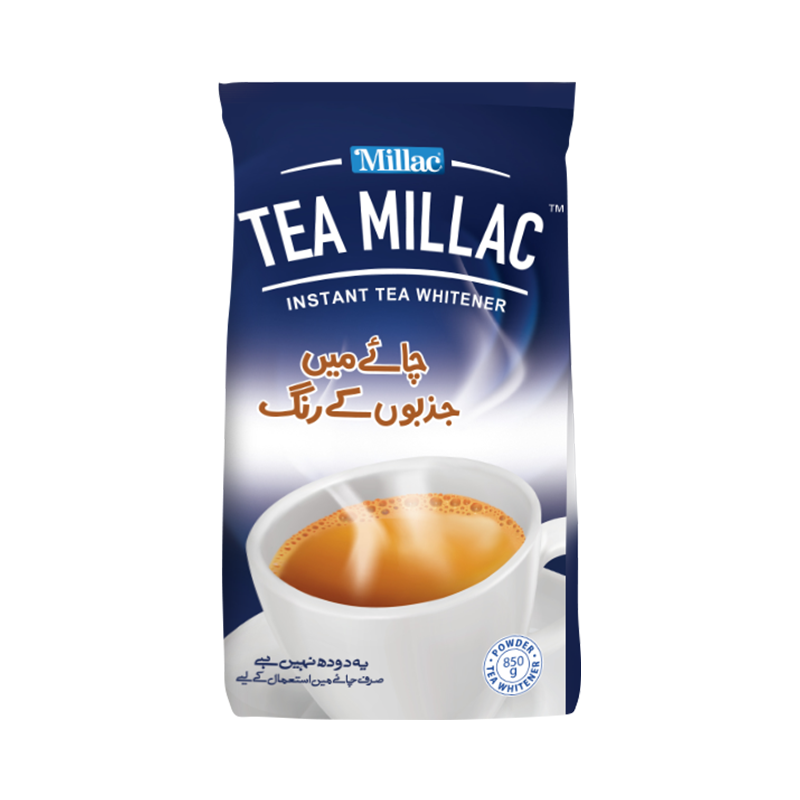 Millac
TEA MILLAC™
INSTANT TEA WHITENER
چائے میں
جذبوں کے رنگ
یہ دودھ نہیں ہے
صرف چائے میں استعمال کے لیے
POWDER
850
g
TEA WHITENER